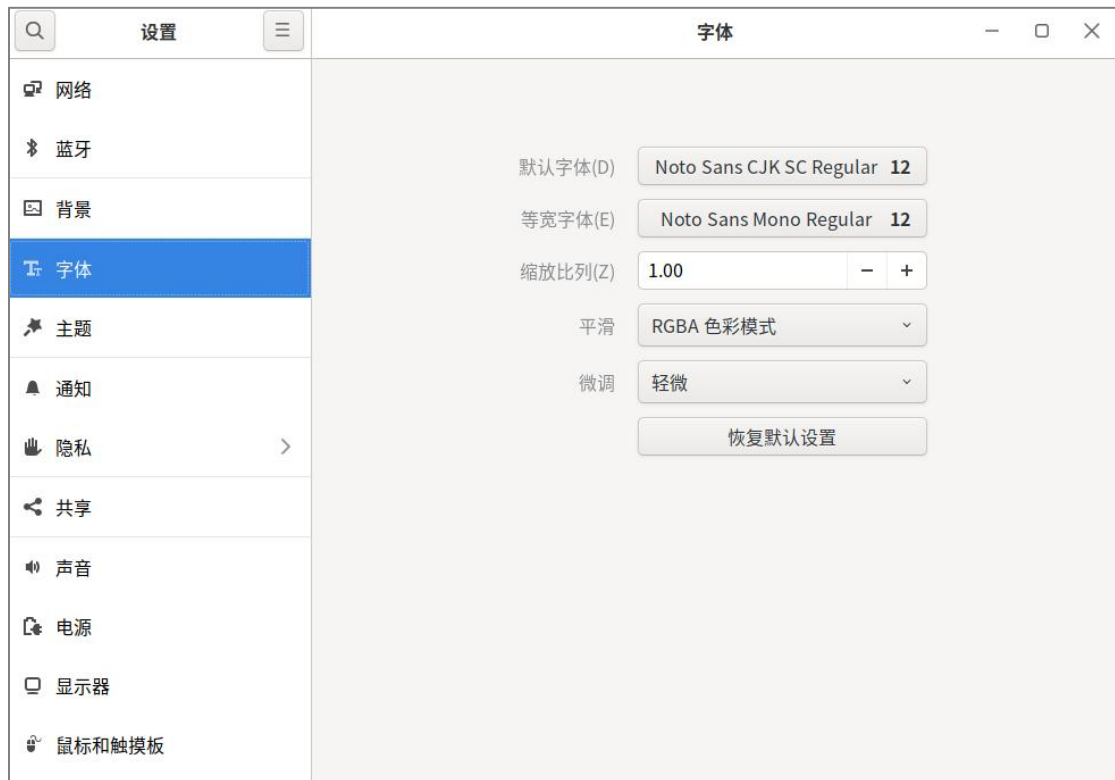 设置
字体
网络
蓝牙
背景
字体
主题
通知
隐私
共享
声音
电源
显示器
鼠标和触摸板
默认字体(D) Noto Sans CJK SC Regular 12
等宽字体(E) Noto Sans Mono Regular 12
缩放比列(Z) 1.00 − +
平滑 RGBA 色彩模式
微调 轻微
恢复默认设置